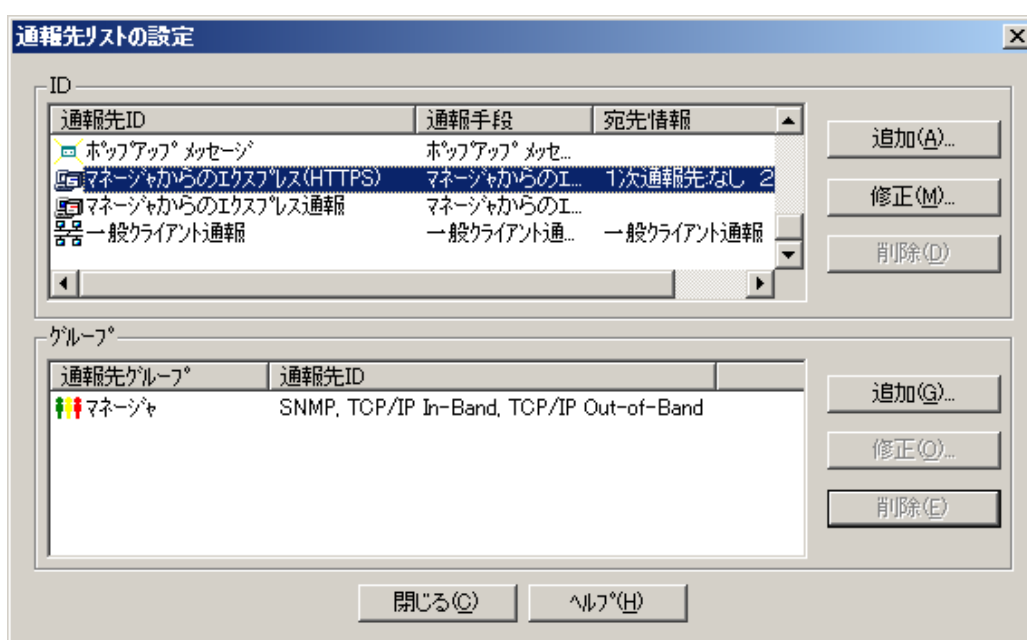 通報先リストの設定
ID
通報先ID 通報手段 宛先情報
ﾎﾟｯﾌﾟｱｯﾌﾟ ﾒｯｾｰｼﾞ ﾎﾟｯﾌﾟｱｯﾌﾟ ﾒｯｾ...
ﾏﾈｰｼﾞｬからのｴｸｽﾌﾟﾚｽ(HTTPS) ﾏﾈｰｼﾞｬからのｴ... 1次通報先:なし 2
ﾏﾈｰｼﾞｬからのｴｸｽﾌﾟﾚｽ通報 ﾏﾈｰｼﾞｬからのｴ...
一般ｸﾗｲｱﾝﾄ通報 一般ｸﾗｲｱﾝﾄ通... 一般ｸﾗｲｱﾝﾄ通報
追加(A)...
修正(M)...
削除(D)
ｸﾞﾙｰﾌﾟ
通報先ｸﾞﾙｰﾌﾟ 通報先ID
ﾏﾈｰｼﾞｬ SNMP, TCP/IP In-Band, TCP/IP Out-of-Band
追加(G)...
修正(O)...
削除(E)
閉じる(C) ﾍﾙﾌﾟ(H)